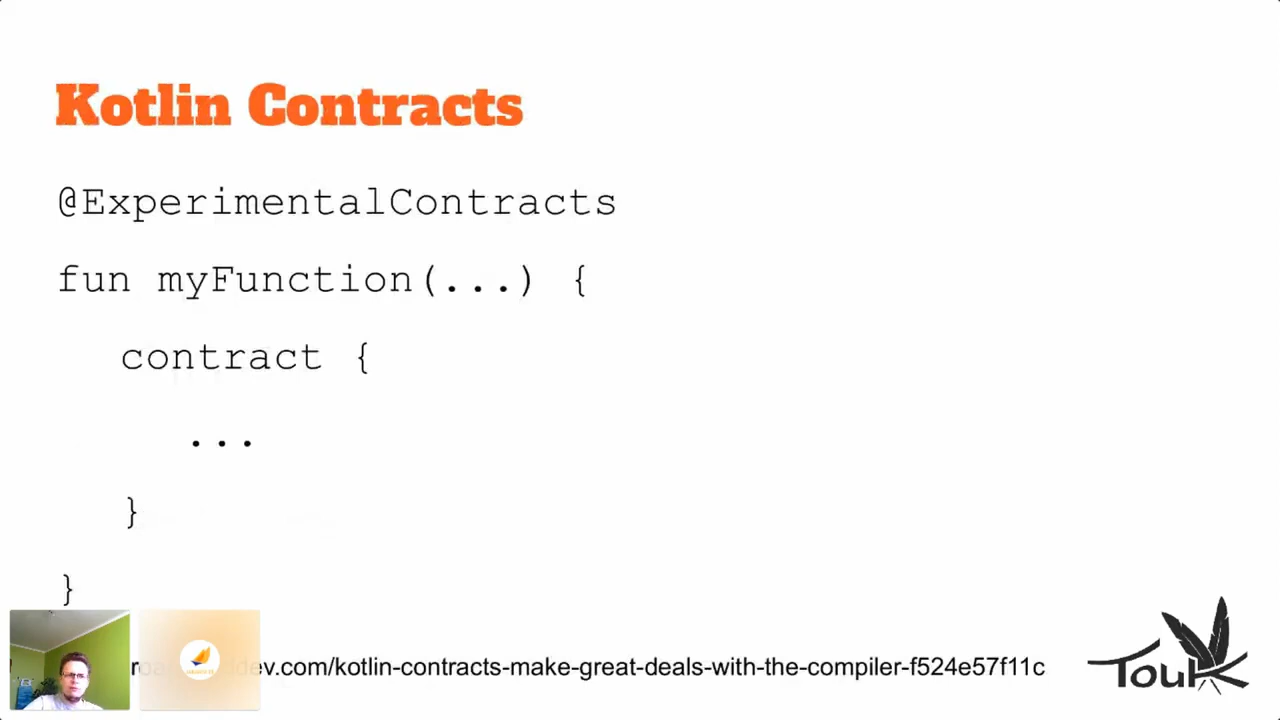 Kotlin Contracts
@ExperimentalContracts
fun myFunction(...) {
contract {
...
}
}
dev.com/kotlin-contracts-make-great-deals-with-the-compiler-f524e57f11c
Touk